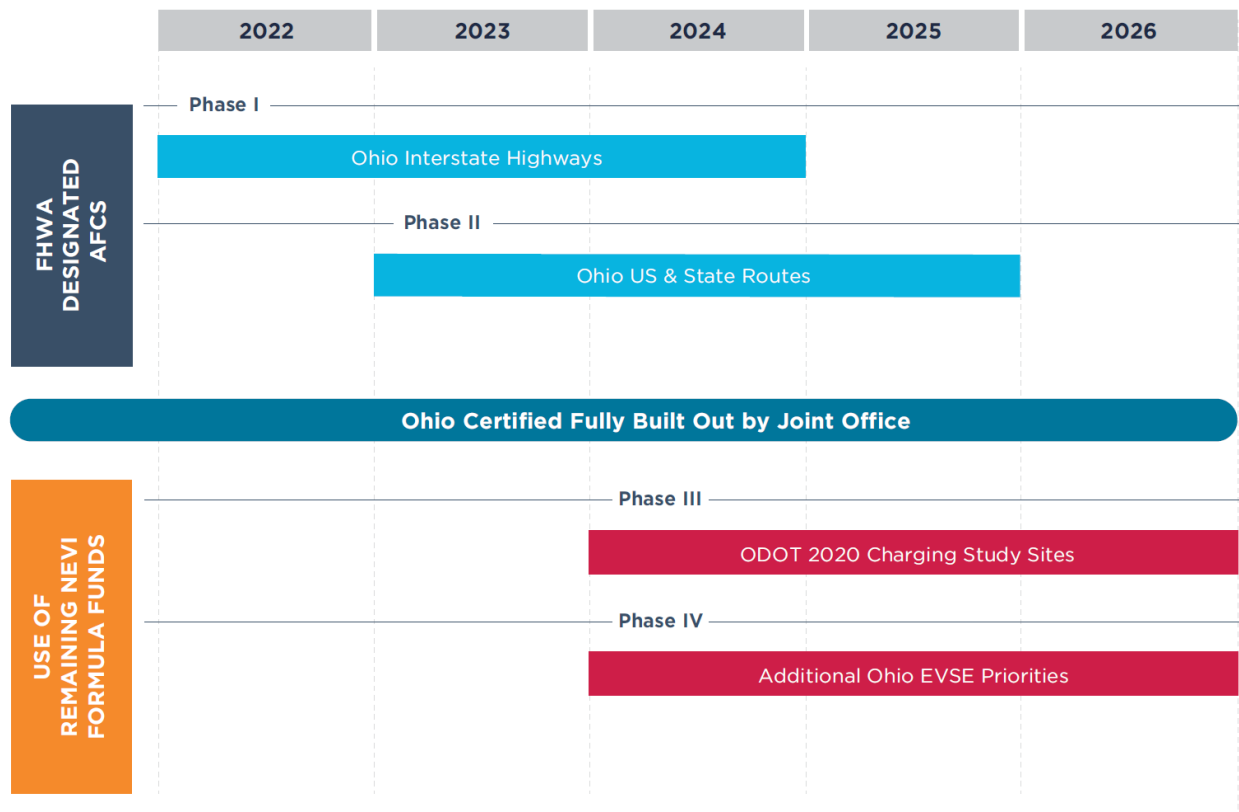 2022 2023 2024 2025 2026
FHWA
DESIGNATED
AFCS
Phase I
Ohio Interstate Highways
Phase II
Ohio US & State Routes
Ohio Certified Fully Built Out by Joint Office
USE OF
REMAINING NEVI
FORMULA FUNDS
Phase III
ODOT 2020 Charging Study Sites
Phase IV
Additional Ohio EVSE Priorities